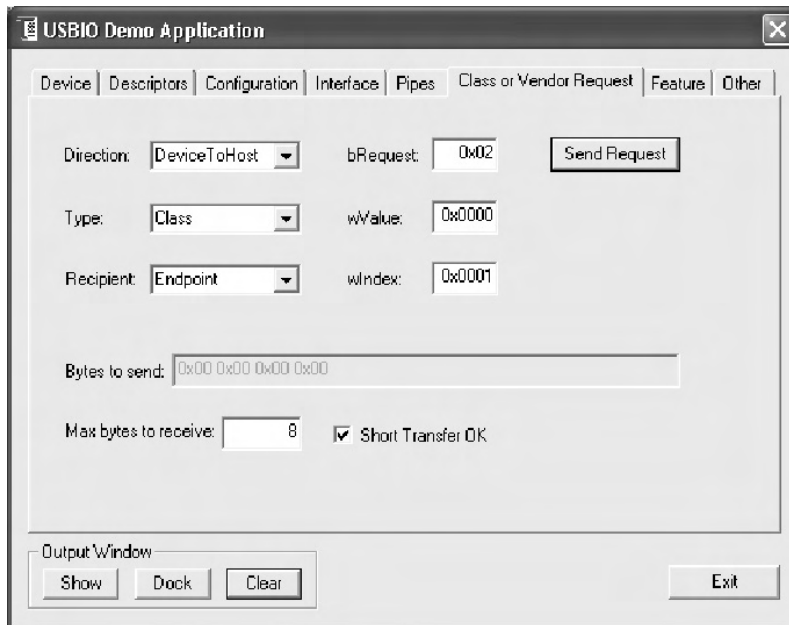 USBIO Demo Application
Device Descriptors Configuration Interface Pipes Class or Vendor Request Feature Other
Direction: DeviceToHost bRequest: 0x02 Send Request
Type: Class wValue: 0x0000
Recipient: Endpoint wIndex: 0x0001
Bytes to send: 0x00 0x00 0x00 0x00
Max bytes to receive: 8 Short Transfer OK
Output Window
Show Dock Clear Exit